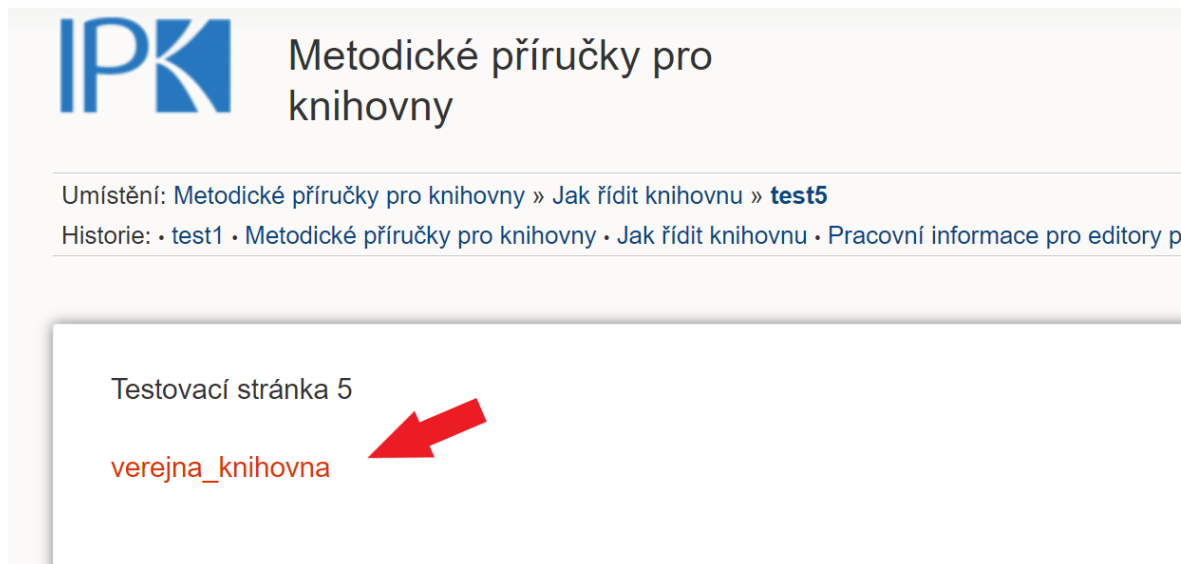 IPK
Metodické příručky pro
knihovny
Umístění: Metodické příručky pro knihovny » Jak řídit knihovnu » test5
Historie: • test1 • Metodické příručky pro knihovny • Jak řídit knihovnu • Pracovní informace pro editory p
Testovací stránka 5
verejna_knihovna